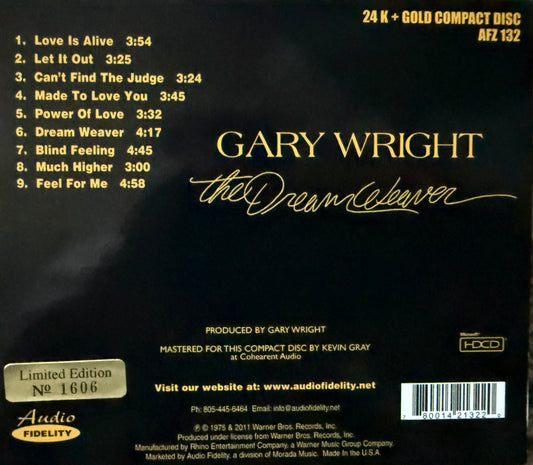 24 K + GOLD COMPACT DISC
AFZ 132
1. Love Is Alive 3:54
2. Let It Out 3:25
3. Can't Find The Judge 3:24
4. Made To Love You 3:45
5. Power Of Love 3:32
6. Dream Weaver 4:17
7. Blind Feeling 4:45
8. Much Higher 3:00
9. Feel For Me 4:58
GARY WRIGHT
the Dream Weaver
PRODUCED BY GARY WRIGHT
MASTERED FOR THIS COMPACT DISC BY KEVIN GRAY
at Cohearent Audio
Microsoft
HDCD
Limited Edition
No 1606
Visit our website at: www.audiofidelity.net
Audio
FIDELITY
Ph: 805-445-6464 Email: info@audiofidelity.net
℗ © 1975 & 2011 Warner Bros. Records, Inc.
Produced under license from Warner Bros. Records, Inc.
Manufactured by Rhino Entertainment Company, a Warner Music Group Company.
Marketed by Audio Fidelity, a division of Morada Music. Made in the U.S.A
7 80014 21322 2